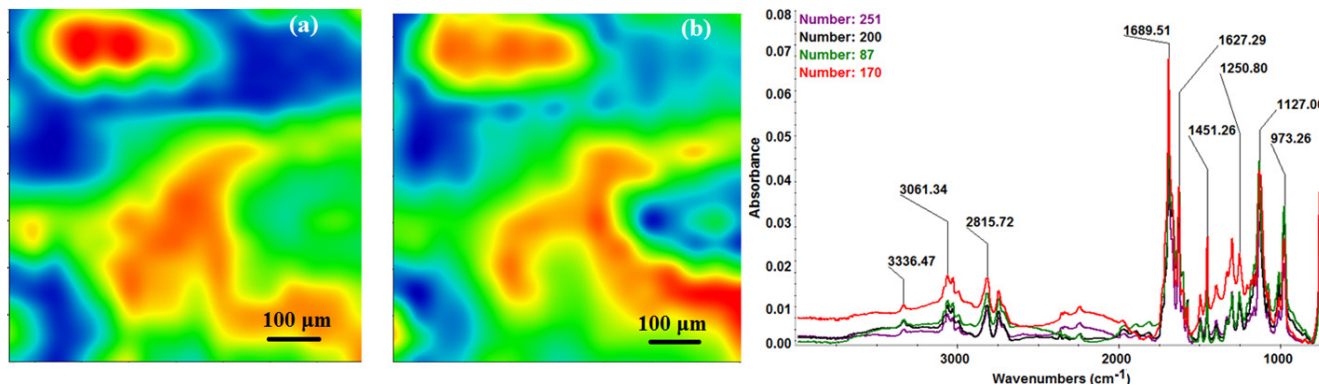 (a)
100 µm
(b)
100 µm
0.08
0.07
0.06
0.05
0.04
0.03
0.02
0.01
0.00
Absorbance
Number: 251
Number: 200
Number: 87
Number: 170
1689.51
1627.29
1250.80
1127.00
1451.26
973.26
3061.34
2815.72
3336.47
3000
2000
1000
Wavenumbers (cm⁻¹)